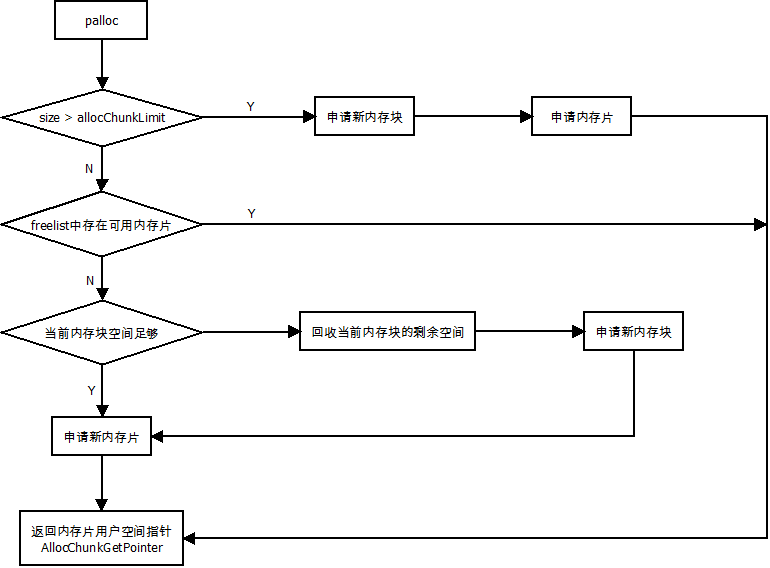 palloc
size > allocChunkLimit
Y
申请新内存块
申请内存片
N
freelist中存在可用内存片
Y
N
当前内存块空间足够
回收当前内存块的剩余空间
申请新内存块
Y
申请新内存片
返回内存片用户空间指针
AllocChunkGetPointer